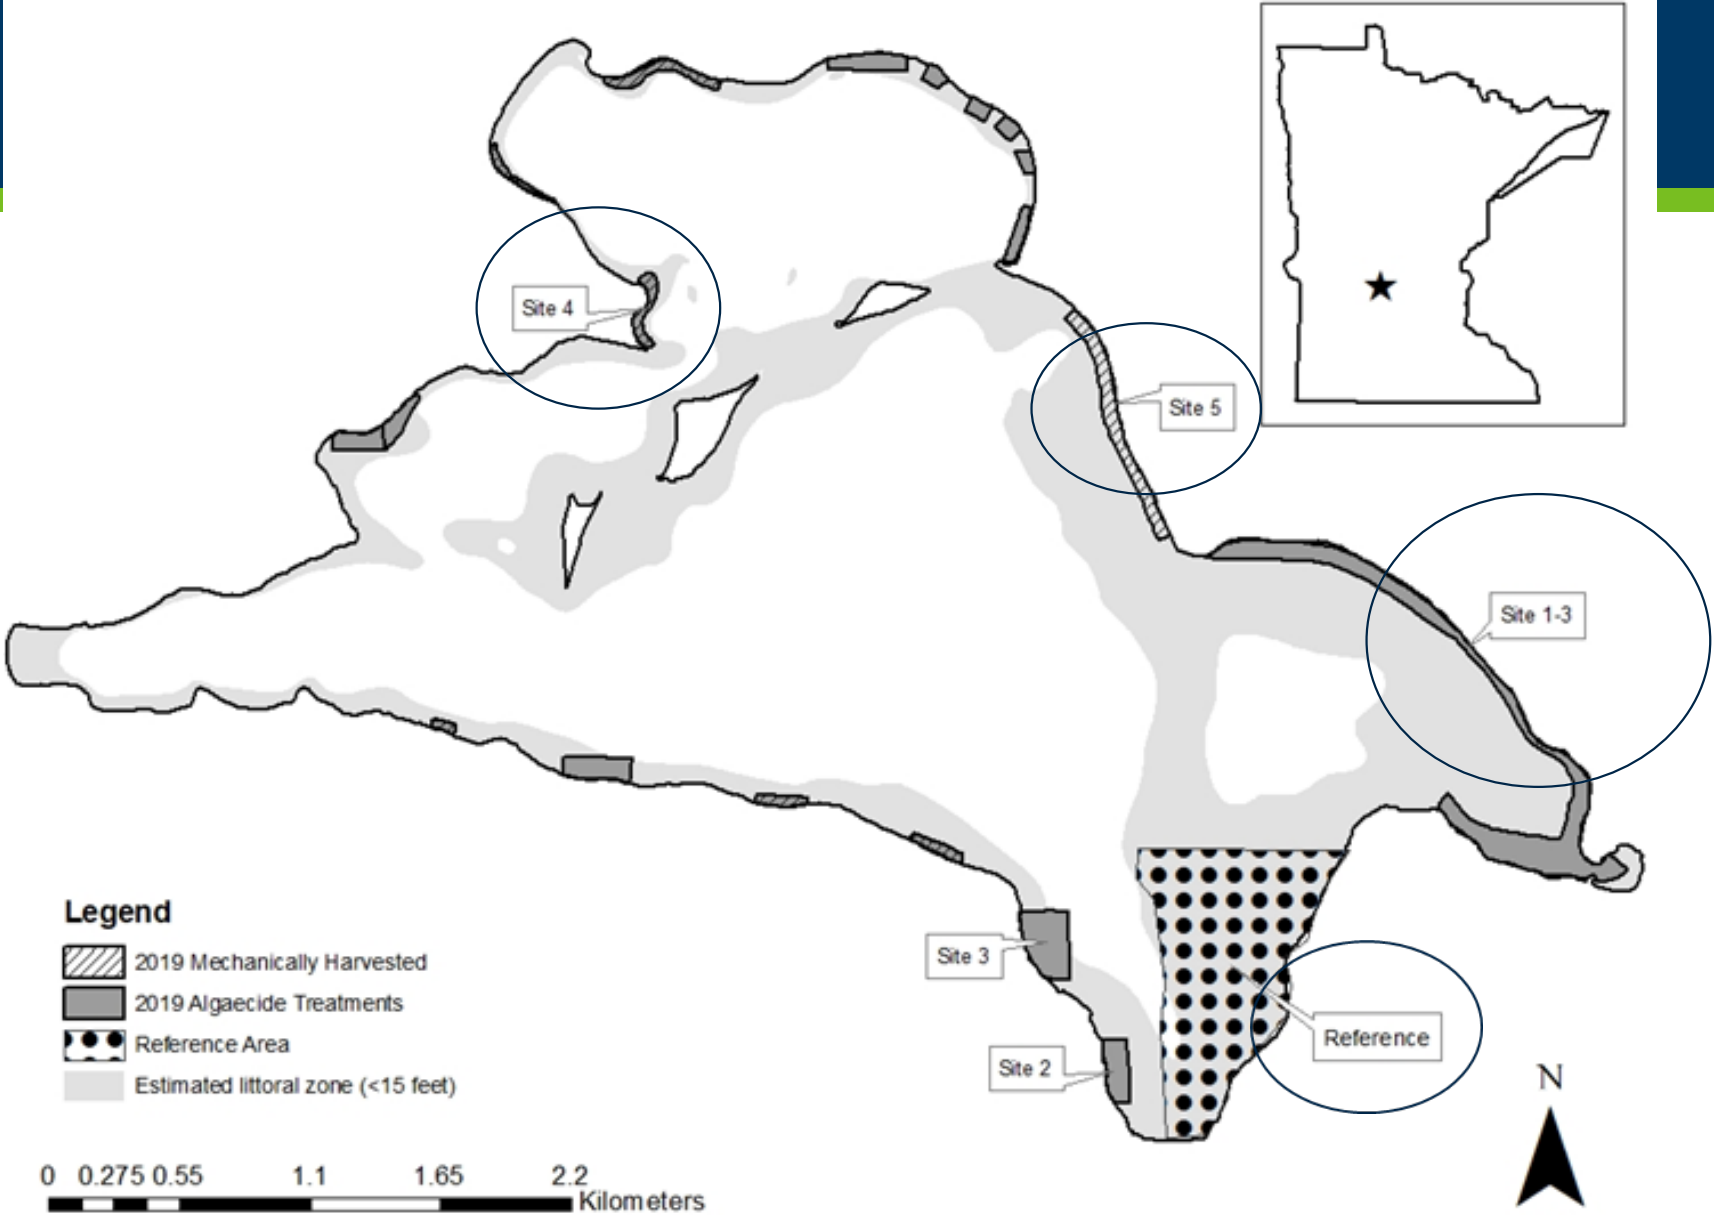 Site 4
Site 5
Site 1-3
Site 3
Site 2
Reference
Legend
2019 Mechanically Harvested
2019 Algaecide Treatments
Reference Area
Estimated littoral zone (<15 feet)
N
0 0.275 0.55 1.1 1.65 2.2
Kilometers